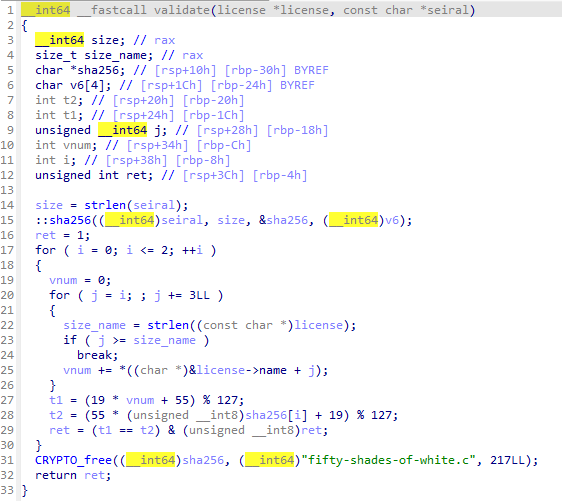 1 __int64 __fastcall validate(license *license, const char *seiral)
2 {
3 __int64 size; // rax
4 size_t size_name; // rax
5 char *sha256; // [rsp+10h] [rbp-30h] BYREF
6 char v6[4]; // [rsp+1Ch] [rbp-24h] BYREF
7 int t2; // [rsp+20h] [rbp-20h]
8 int t1; // [rsp+24h] [rbp-1Ch]
9 unsigned __int64 j; // [rsp+28h] [rbp-18h]
10 int vnum; // [rsp+34h] [rbp-Ch]
11 int i; // [rsp+38h] [rbp-8h]
12 unsigned int ret; // [rsp+3Ch] [rbp-4h]
13
14 size = strlen(seiral);
15 ::sha256((__int64)seiral, size, &sha256, (__int64)v6);
16 ret = 1;
17 for ( i = 0; i <= 2; ++i )
18 {
19 vnum = 0;
20 for ( j = i; ; j += 3LL )
21 {
22 size_name = strlen((const char *)license);
23 if ( j >= size_name )
24 break;
25 vnum += *((char *)&license->name + j);
26 }
27 t1 = (19 * vnum + 55) % 127;
28 t2 = (55 * (unsigned __int8)sha256[i] + 19) % 127;
29 ret = (t1 == t2) & (unsigned __int8)ret;
30 }
31 CRYPTO_free((__int64)sha256, (__int64)"fifty-shades-of-white.c", 217LL);
32 return ret;
33 }